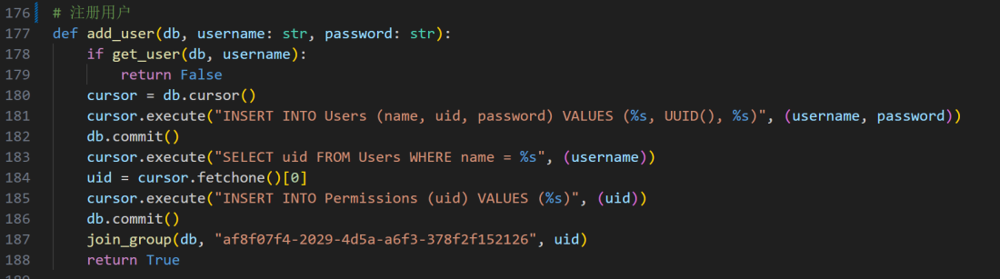 176 # 注册用户
177 def add_user(db, username: str, password: str):
178     if get_user(db, username):
179         return False
180     cursor = db.cursor()
181     cursor.execute("INSERT INTO Users (name, uid, password) VALUES (%s, UUID(), %s)", (username, password))
182     db.commit()
183     cursor.execute("SELECT uid FROM Users WHERE name = %s", (username))
184     uid = cursor.fetchone()[0]
185     cursor.execute("INSERT INTO Permissions (uid) VALUES (%s)", (uid))
186     db.commit()
187     join_group(db, "af8f07f4-2029-4d5a-a6f3-378f2f152126", uid)
188     return True